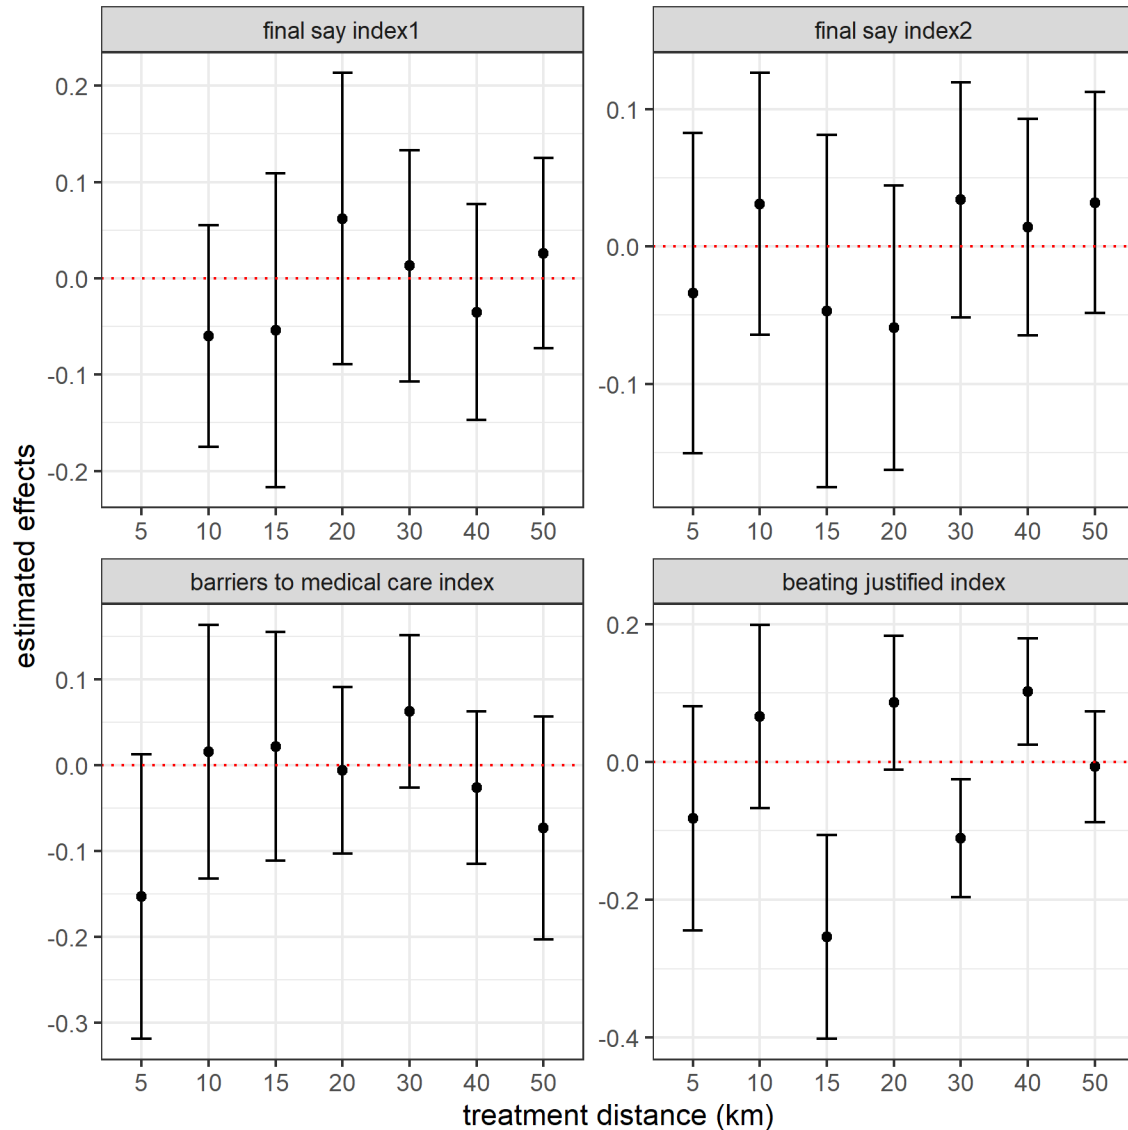 final say index1
final say index2
0.2
0.1
0.0
-0.1
-0.2
0.1
0.0
-0.1
5 10 15 20 30 40 50
5 10 15 20 30 40 50
barriers to medical care index
beating justified index
0.1
0.0
-0.1
-0.2
-0.3
0.2
0.0
-0.2
-0.4
5 10 15 20 30 40 50
5 10 15 20 30 40 50
estimated effects
treatment distance (km)